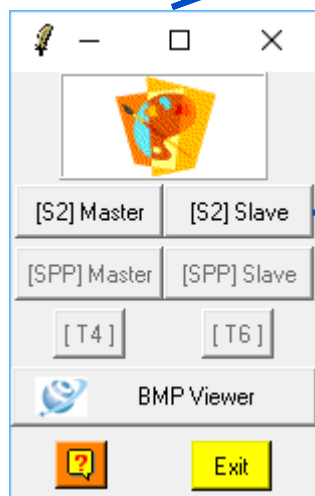 [S2] Master [S2] Slave
[SPP] Master [SPP] Slave
[ T4 ] [ T6 ]
BMP Viewer
? Exit